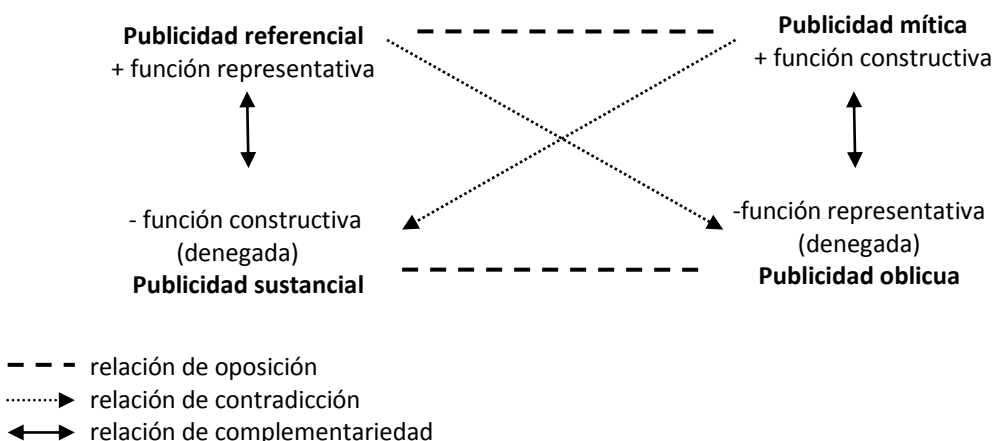 Publicidad referencial
+ función representativa
Publicidad mítica
+ función constructiva
- función constructiva
(denegada)
Publicidad sustancial
-función representativa
(denegada)
Publicidad oblicua
relación de oposición
relación de contradicción
relación de complementariedad